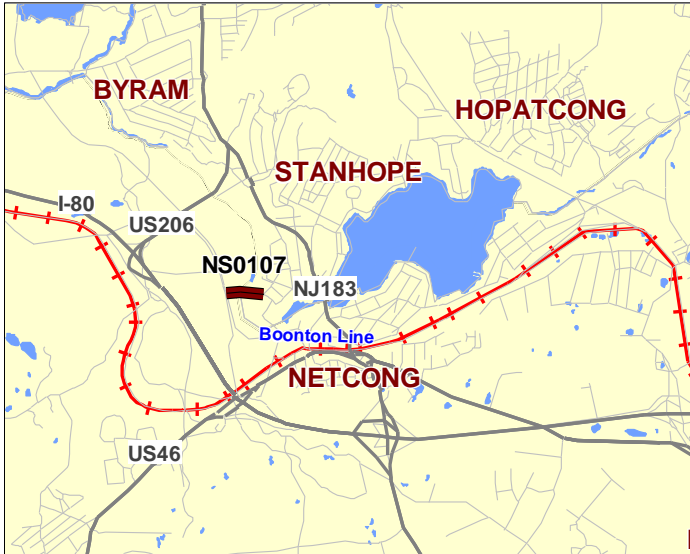 BYRAM
HOPATCONG
STANHOPE
I-80
US206
NS0107
NJ183
Boonton Line
NETCONG
US46